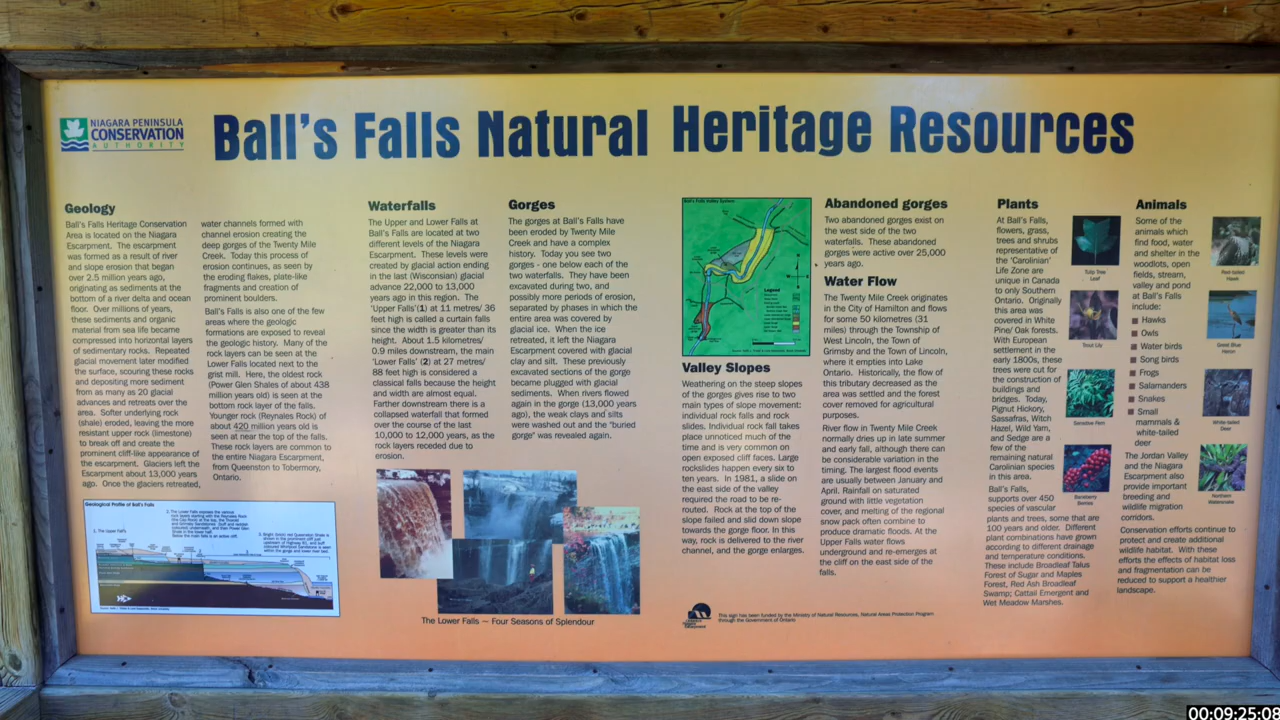 NIAGARA PENINSULA
CONSERVATION
AUTHORITY
Ball's Falls Natural Heritage Resources
Geology
Ball's Falls Heritage Conservation
Area is located on the Niagara
Escarpment. The escarpment
was formed as a result of river
and slope erosion that began
over 2.5 million years ago,
originating as sediments at the
bottom of a river delta and ocean
floor. Over millions of years,
these sediments and organic
material from sea life became
compressed into horizontal layers
of sedimentary rocks. Repeated
glacial movement later modified
the surface, scouring these rocks
and depositing more sediment
from as many as 20 glacial
advances and retreats over the
area. Softer underlying rock
(shale) eroded, leaving the more
resistant upper rock (limestone)
to break off and create the
prominent cliff-like appearance of
the escarpment. Glaciers left the
Escarpment about 13,000 years
ago. Once the glaciers retreated,
water channels formed with
channel erosion creating the
deep gorges of the Twenty Mile
Creek. Today this process of
erosion continues, as seen by
the eroding flakes, plate-like
fragments and creation of
prominent boulders.
Ball's Falls is also one of the few
areas where the geologic
formations are exposed to reveal
the geologic history. Many of the
rock layers can be seen at the
Lower Falls located next to the
grist mill. Here, the oldest rock
(Power Glen Shales of about 438
million years old) is seen at the
bottom rock layer of the falls.
Younger rock (Reynales Rock) of
about 420 million years old is
seen at near the top of the falls.
These rock layers are common to
the entire Niagara Escarpment,
from Queenston to Tobermory,
Ontario.
Geological Profile of Ball's Falls
1. The Upper Falls
Waterfalls
The Upper and Lower Falls at
Ball's Falls are located at two
different levels of the Niagara
Escarpment. These levels were
created by glacial action ending
in the last (Wisconsin) glacial
advance 22,000 to 13,000
years ago in this region. The
'Upper Falls'(1) at 11 metres/ 36
feet high is called a curtain falls
since the width is greater than its
height. About 1.5 kilometres/
0.9 miles downstream, the main
'Lower Falls' (2) at 27 metres/
88 feet high is considered a
classical falls because the height
and width are almost equal.
Farther downstream there is a
collapsed waterfall that formed
over the course of the last
10,000 to 12,000 years, as the
rock layers receded due to
erosion.
Gorges
The gorges at Ball's Falls have
been eroded by Twenty Mile
Creek and have a complex
history. Today you see two
gorges - one below each of the
two waterfalls. They have been
excavated during two, and
possibly more periods of erosion,
separated by phases in which the
entire area was covered by
glacial ice. When the ice
retreated, it left the Niagara
Escarpment covered with glacial
clay and silt. These previously
excavated sections of the gorge
became plugged with glacial
sediments. When rivers flowed
again in the gorge (13,000 years
ago), the weak clays and silts
were washed out and the "buried
gorge" was revealed again.
The Lower Falls ~ Four Seasons of Splendour
Ball's Falls Valley System
Legend
Valley Slopes
Weathering on the steep slopes
of the gorges gives rise to two
main types of slope movement:
individual rock falls and rock
slides. Individual rock fall takes
place unnoticed much of the
time and is very common on
open exposed cliff faces. Large
rockslides happen every six to
ten years. In 1981, a slide on
the east side of the valley
required the road to be re-
routed. Rock at the top of the
slope failed and slid down slope
towards the gorge floor. In this
way, rock is delivered to the river
channel, and the gorge enlarges.
Abandoned gorges
Two abandoned gorges exist on
the west side of the two
waterfalls. These abandoned
gorges were active over 25,000
years ago.
Water Flow
The Twenty Mile Creek originates
in the City of Hamilton and flows
for some 50 kilometres (31
miles) through the Township of
West Lincoln, the Town of
Grimsby and the Town of Lincoln,
where it empties into Lake
Ontario. Historically, the flow of
this tributary decreased as the
area was settled and the forest
cover removed for agricultural
purposes.
River flow in Twenty Mile Creek
normally dries up in late summer
and early fall, although there can
be considerable variation in the
timing. The largest flood events
are usually between January and
April. Rainfall on saturated
ground with little vegetation
cover, and melting of the regional
snow pack often combine to
produce dramatic floods. At the
Upper Falls water flows
underground and re-emerges at
the cliff on the east side of the
falls.
This sign has been funded by the Ministry of Natural Resources, Natural Areas Protection Program
through the Government of Ontario
Plants
At Ball's Falls,
flowers, grass,
trees and shrubs
representative of
the 'Carolinian'
Life Zone are
unique in Canada
to only Southern
Ontario. Originally
this area was
covered in White
Pine/ Oak forests.
With European
settlement in the
early 1800s, these
trees were cut for
the construction of
buildings and
bridges. Today,
Pignut Hickory,
Sassafras, Witch
Hazel, Wild Yarn,
and Sedge are a
few of the
remaining natural
Carolinian species
in this area.
Ball's Falls,
supports over 450
species of vascular
plants and trees, some that are
100 years and older. Different
plant combinations have grown
according to different drainage
and temperature conditions.
These include Broadleaf Talus
Forest of Sugar and Maples
Forest, Red Ash Broadleaf
Swamp; Cattail Emergent and
Wet Meadow Marshes.
Tulip Tree
Leaf
Trout Lily
Sensitive Fern
Baneberry
Berries
Animals
Some of the
animals which
find food, water
and shelter in the
woodlots, open
fields, stream,
valley and pond
at Ball's Falls
include:
Hawks
Owls
Water birds
Song birds
Frogs
Salamanders
Snakes
Small
mammals &
white-tailed
deer
The Jordan Valley
and the Niagara
Escarpment also
provide important
breeding and
wildlife migration
corridors.
Conservation efforts continue to
protect and create additional
wildlife habitat. With these
efforts the effects of habitat loss
and fragmentation can be
reduced to support a healthier
landscape.
Red-tailed
Hawk
Great Blue
Heron
White-tailed
Deer
Northern
Watersnake
00:09:25:08